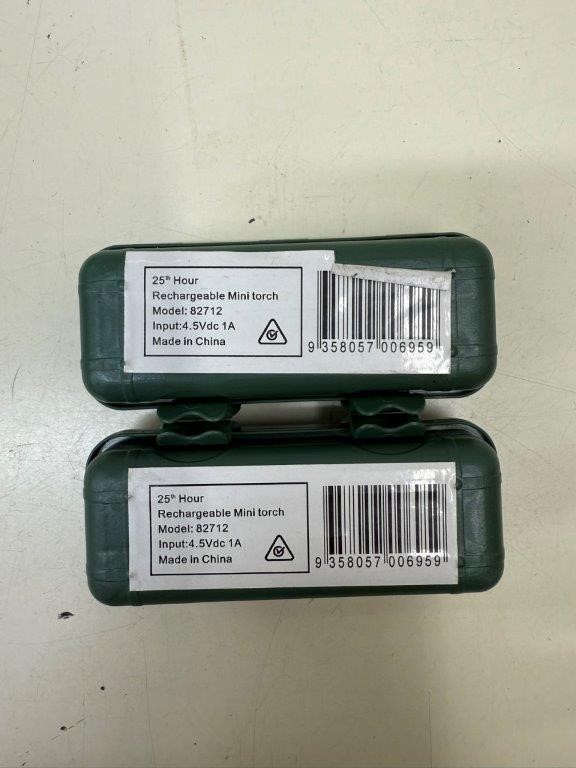 25th Hour
Rechargeable Mini torch
Model: 82712
Input:4.5Vdc 1A
Made in China
9 358057 006959
25th Hour
Rechargeable Mini torch
Model: 82712
Input:4.5Vdc 1A
Made in China
9 358057 006959